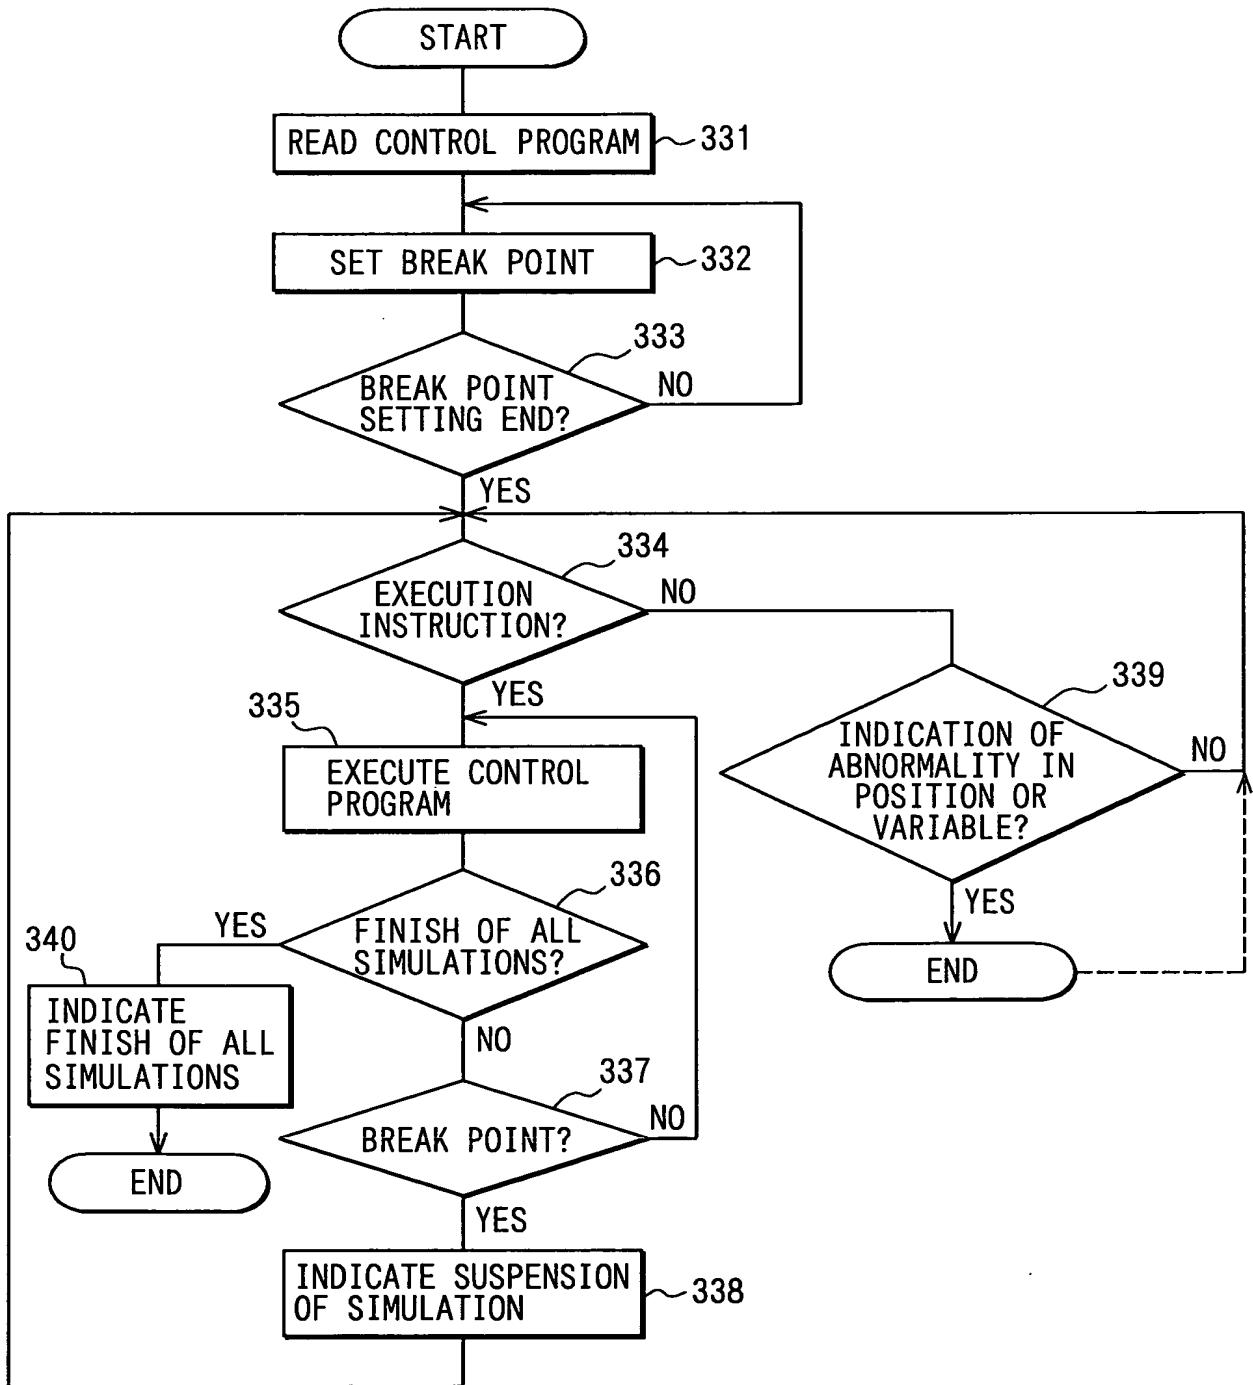 START
READ CONTROL PROGRAM
331
SET BREAK POINT
332
333
BREAK POINT
SETTING END?
NO
YES
334
EXECUTION
INSTRUCTION?
NO
YES
335
EXECUTE CONTROL
PROGRAM
339
INDICATION OF
ABNORMALITY IN
POSITION OR
VARIABLE?
NO
YES
END
336
FINISH OF ALL
SIMULATIONS?
YES
340
INDICATE
FINISH OF ALL
SIMULATIONS
END
NO
337
BREAK POINT?
NO
YES
INDICATE SUSPENSION
OF SIMULATION
338